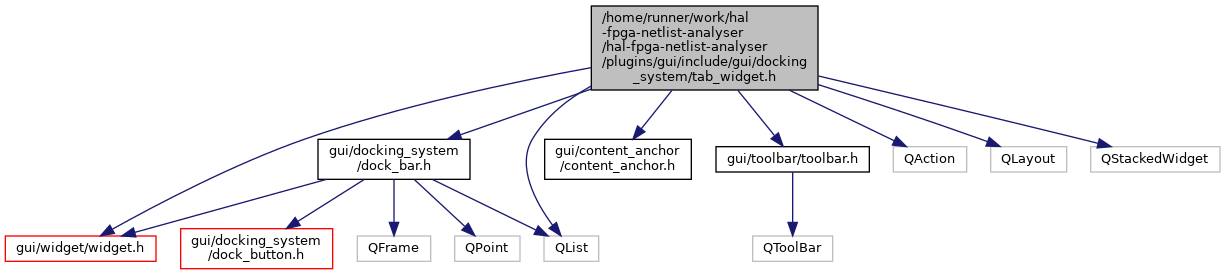 /home/runner/work/hal
-fpga-netlist-analyser
/hal-fpga-netlist-analyser
/plugins/gui/include/gui/docking
_system/tab_widget.h
gui/docking_system
/dock_bar.h
gui/content_anchor
/content_anchor.h
gui/toolbar/toolbar.h
QAction
QLayout
QStackedWidget
gui/widget/widget.h
gui/docking_system
/dock_button.h
QFrame
QPoint
QList
QToolBar